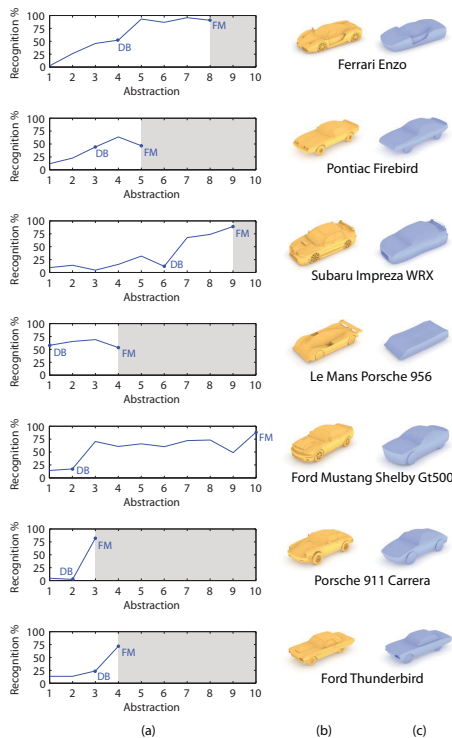 Recognition %
100
75
50
25
0
DB
FM
1 2 3 4 5 6 7 8 9 10
Abstraction
Ferrari Enzo
Recognition %
100
75
50
25
0
DB
FM
1 2 3 4 5 6 7 8 9 10
Abstraction
Pontiac Firebird
Recognition %
100
75
50
25
0
DB
FM
1 2 3 4 5 6 7 8 9 10
Abstraction
Subaru Impreza WRX
Recognition %
100
75
50
25
0
DB
FM
1 2 3 4 5 6 7 8 9 10
Abstraction
Le Mans Porsche 956
Recognition %
100
75
50
25
0
DB
FM
1 2 3 4 5 6 7 8 9 10
Abstraction
Ford Mustang Shelby Gt500
Recognition %
100
75
50
25
0
DB
FM
1 2 3 4 5 6 7 8 9 10
Abstraction
Porsche 911 Carrera
Recognition %
100
75
50
25
0
DB
FM
1 2 3 4 5 6 7 8 9 10
Abstraction
Ford Thunderbird
(a) (b) (c)